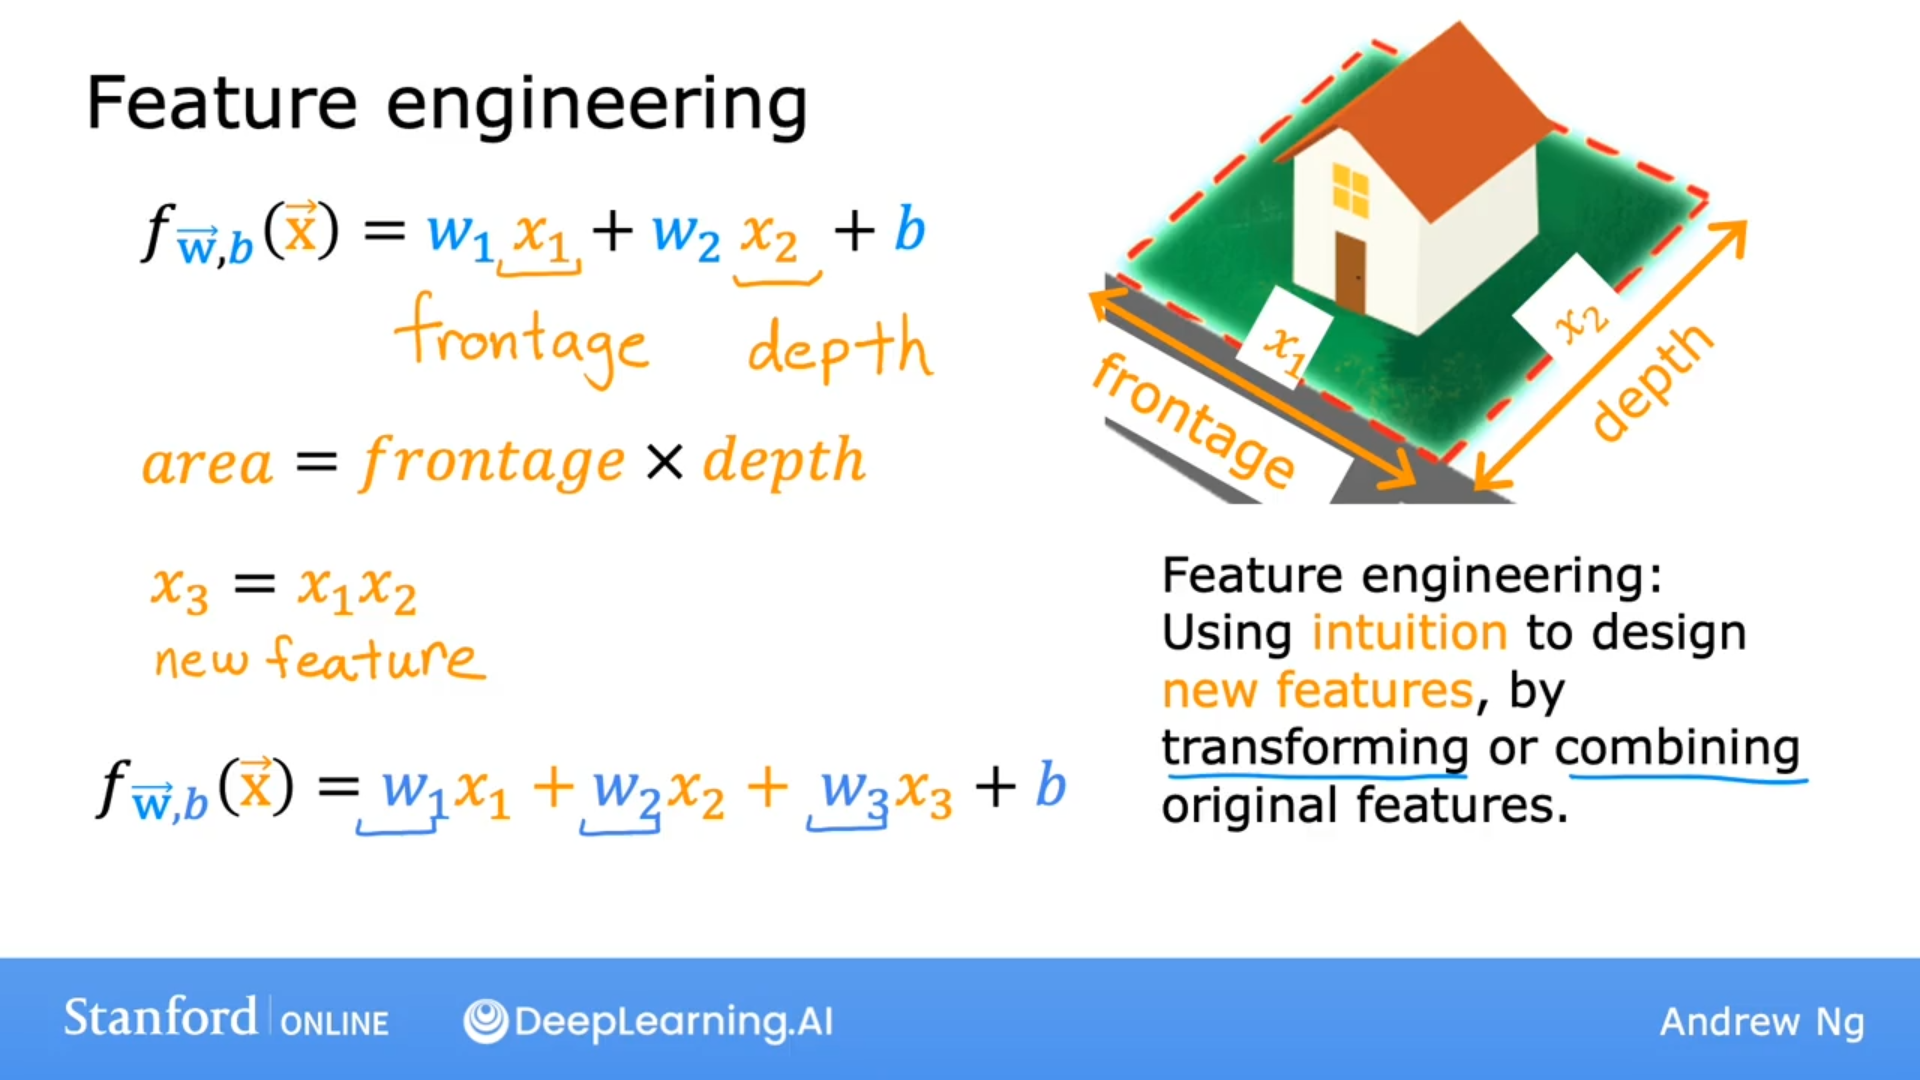 Feature engineering
f w⃗,b (x⃗) = w₁ x₁ + w₂ x₂ + b
frontage depth
area = frontage × depth
x₃ = x₁x₂
new feature
f w⃗,b (x⃗) = w₁x₁ + w₂x₂ + w₃x₃ + b
x₁
frontage
x₂
depth
Feature engineering:
Using intuition to design
new features, by
transforming or combining
original features.
Stanford ONLINE
DeepLearning.AI
Andrew Ng